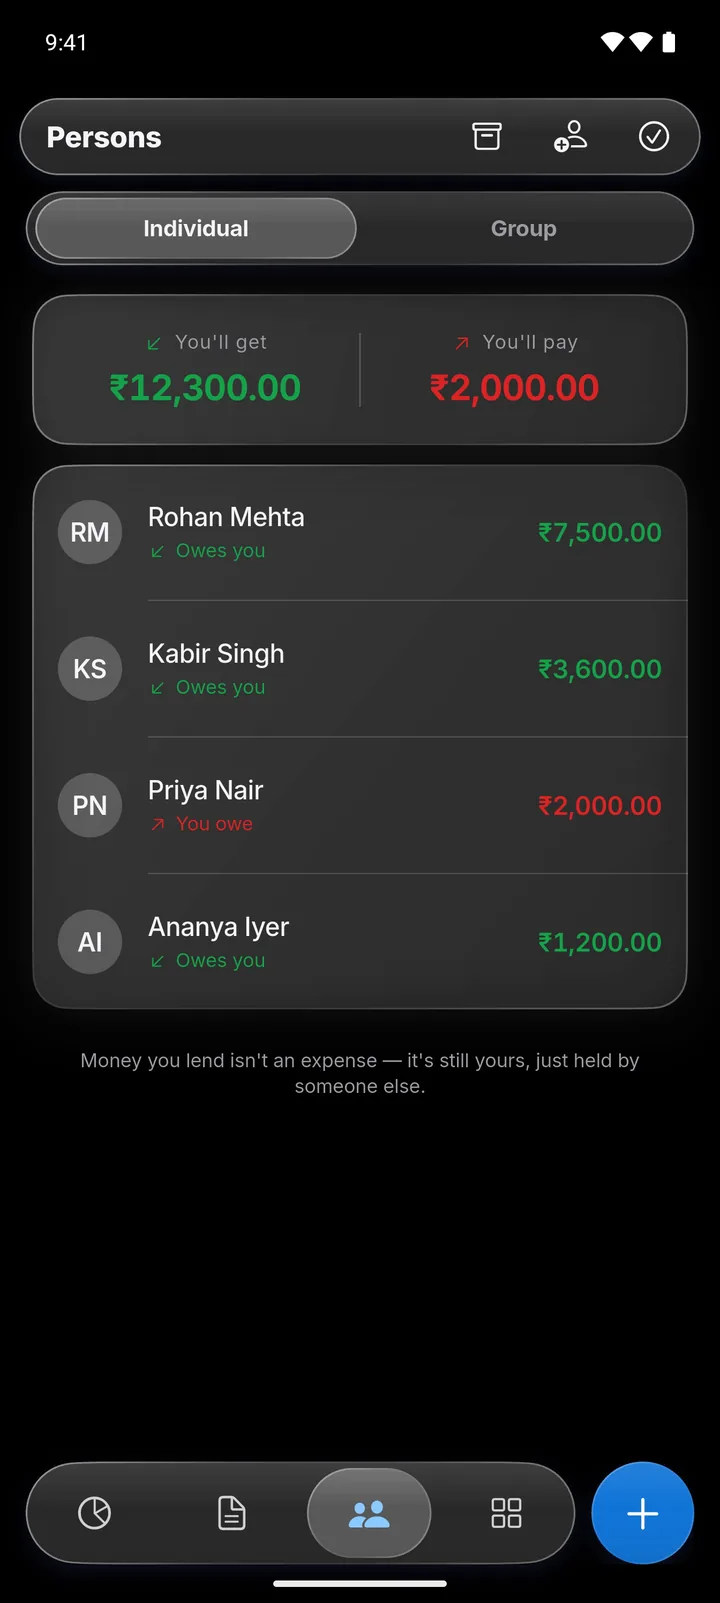 9:41
Persons
Individual
Group
You'll get
You'll pay
₹12,300.00
₹2,000.00
RM
Rohan Mehta
Owes you
₹7,500.00
KS
Kabir Singh
Owes you
₹3,600.00
PN
Priya Nair
You owe
₹2,000.00
AI
Ananya Iyer
Owes you
₹1,200.00
Money you lend isn't an expense — it's still yours, just held by
someone else.